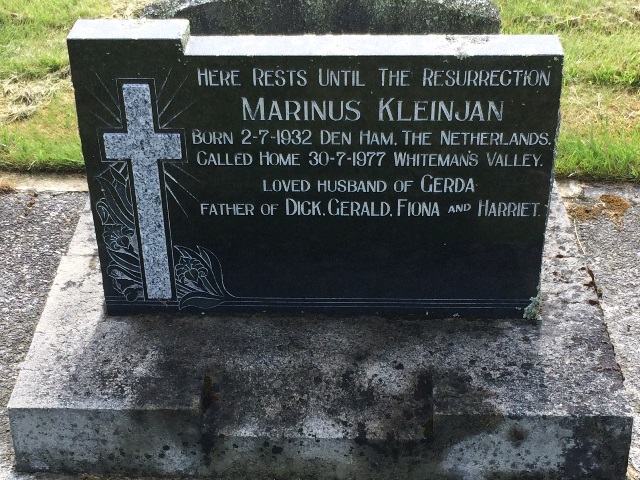 Here Rests Until The Resurrection
Marinus Kleinjan
Born 2-7-1932 Den Ham, The Netherlands.
Called Home 30-7-1977 Whiteman's Valley.
Loved Husband of Gerda
Father of Dick, Gerald, Fiona and Harriet.